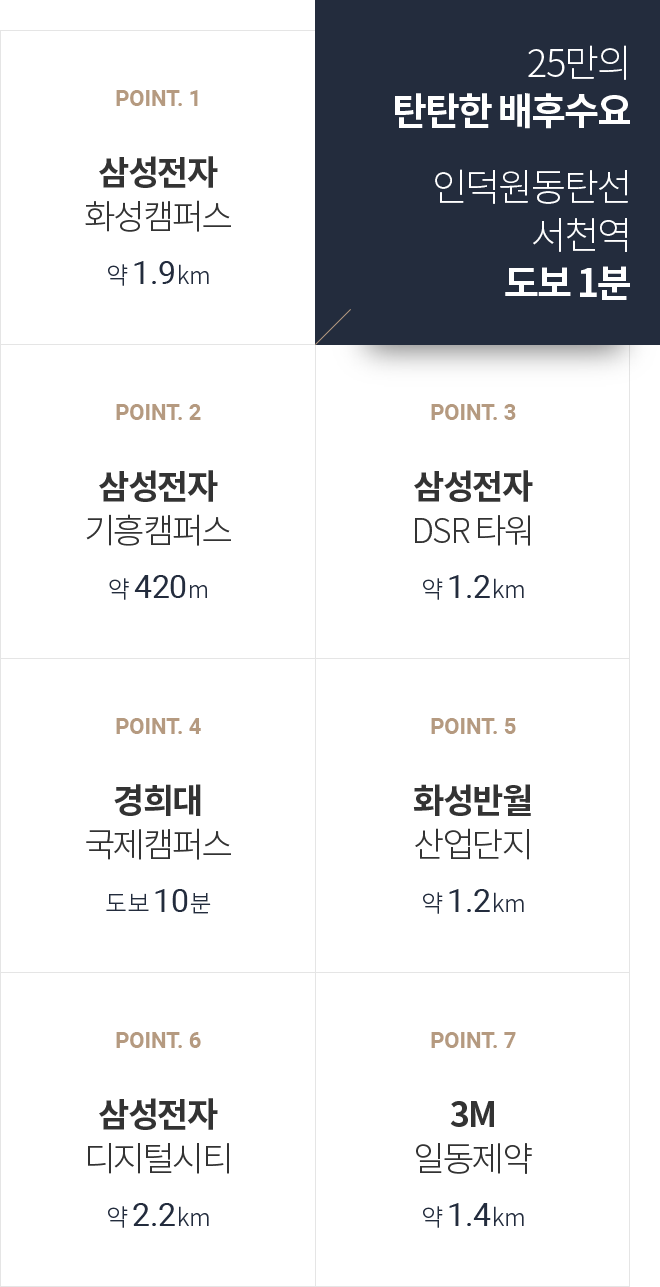 25만의
탄탄한 배후수요
인덕원동탄선
서천역
도보 1분
POINT. 1
삼성전자
화성캠퍼스
약 1.9km
POINT. 2
삼성전자
기흥캠퍼스
약 420m
POINT. 3
삼성전자
DSR 타워
약 1.2km
POINT. 4
경희대
국제캠퍼스
도보 10분
POINT. 5
화성반월
산업단지
약 1.2km
POINT. 6
삼성전자
디지털시티
약 2.2km
POINT. 7
3M
일동제약
약 1.4km